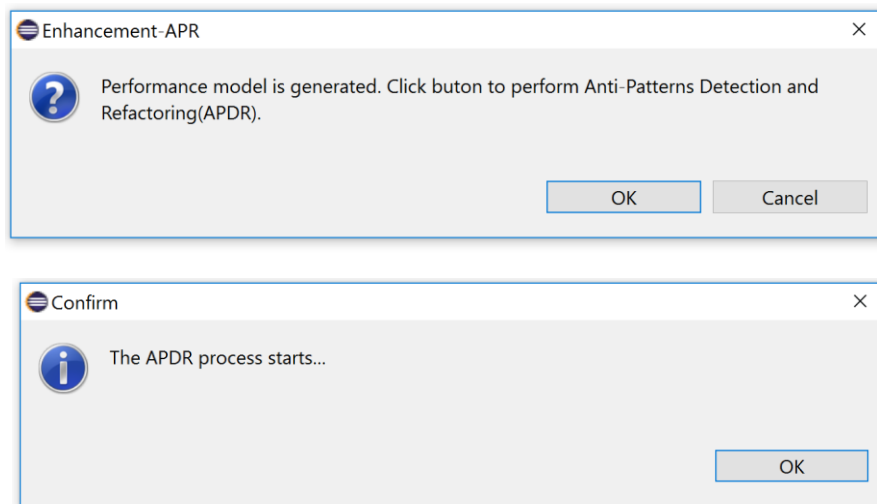 Enhancement-APR
Performance model is generated. Click buton to perform Anti-Patterns Detection and
Refactoring(APDR).
OK Cancel
Confirm
The APDR process starts...
OK